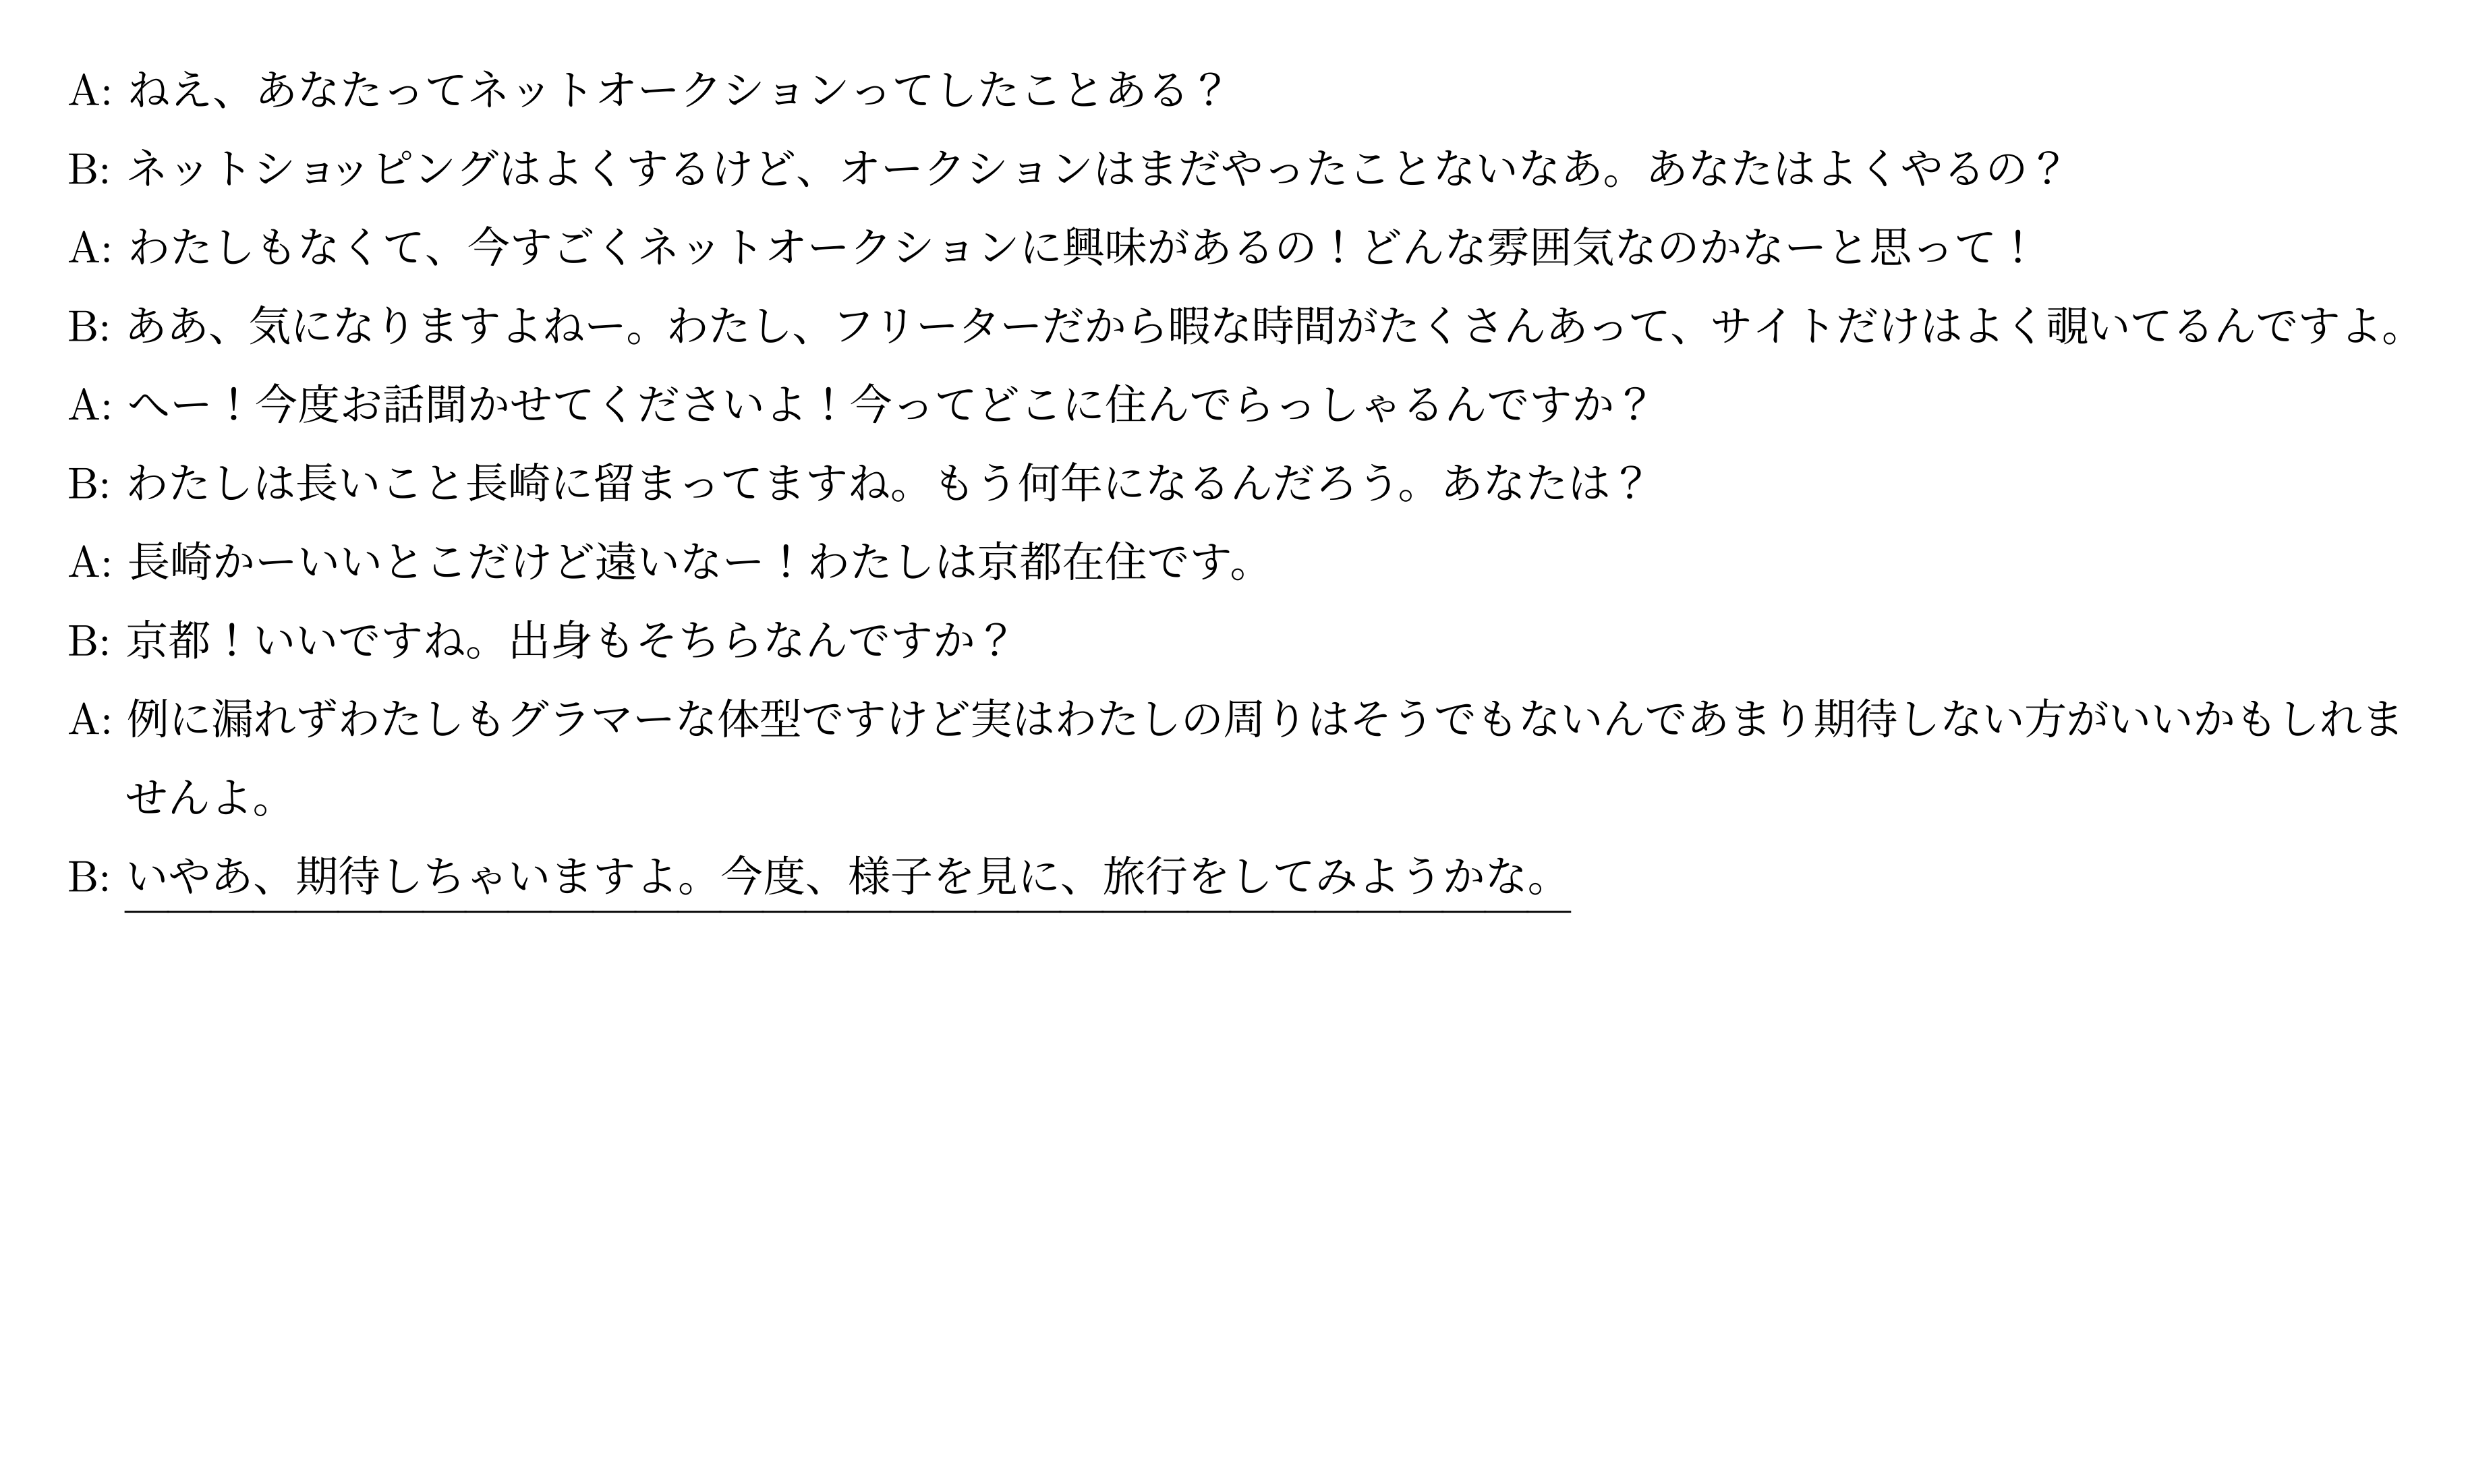 A: ねえ、あなたってネットオークションってしたことある？
B: ネットショッピングはよくするけど、オークションはまだやったことないなあ。あなたはよくやるの？
A: わたしもなくて、今すごくネットオークションに興味があるの！どんな雰囲気なのかなーと思って！
B: ああ、気になりますよねー。わたし、フリーターだから暇な時間がたくさんあって、サイトだけはよく覗いてるんですよ。
A: へー！今度お話聞かせてくださいよ！今ってどこに住んでらっしゃるんですか？
B: わたしは長いこと長崎に留まってますね。もう何年になるんだろう。あなたは？
A: 長崎かーいいとこだけど遠いなー！わたしは京都在住です。
B: 京都！いいですね。出身もそちらなんですか？
A: 例に漏れずわたしもグラマーな体型ですけど実はわたしの周りはそうでもないんであまり期待しない方がいいかもしれま
せんよ。
B: いやあ、期待しちゃいますよ。今度、様子を見に、旅行をしてみようかな。